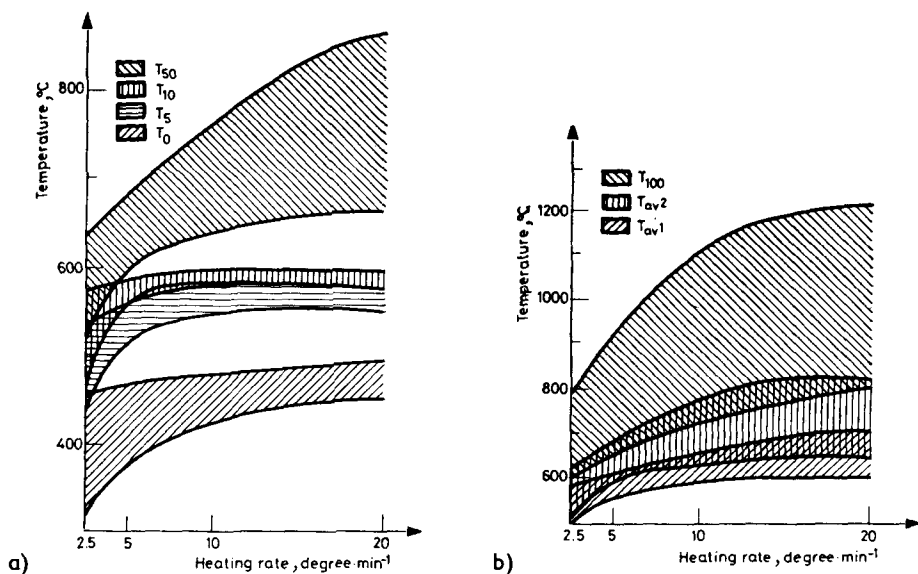 Temperature, °C
800
600
400
T50
T10
T5
T0
2.5 5 10 20
Heating rate, degree·min⁻¹
a)
Temperature, °C
1200
1000
800
600
T100
Tav2
Tav1
2.5 5 10 20
Heating rate, degree·min⁻¹
b)